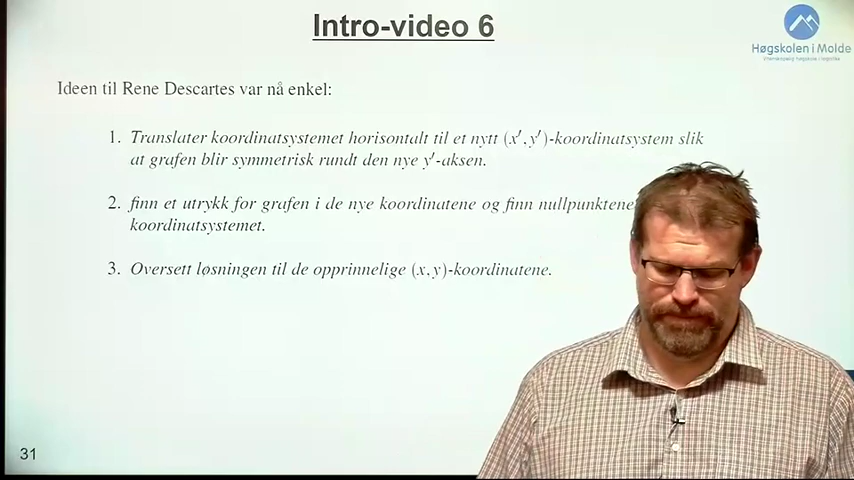 Intro-video 6
Høgskolen i Molde
Ideen til Rene Descartes var nå enkel:
1. Translater koordinatsystemet horisontalt til et nytt (x′, y′)-koordinatsystem slik
at grafen blir symmetrisk rundt den nye y′-aksen.
2. finn et utrykk for grafen i de nye koordinatene og finn nullpunktene
koordinatsystemet.
3. Oversett løsningen til de opprinnelige (x, y)-koordinatene.
31